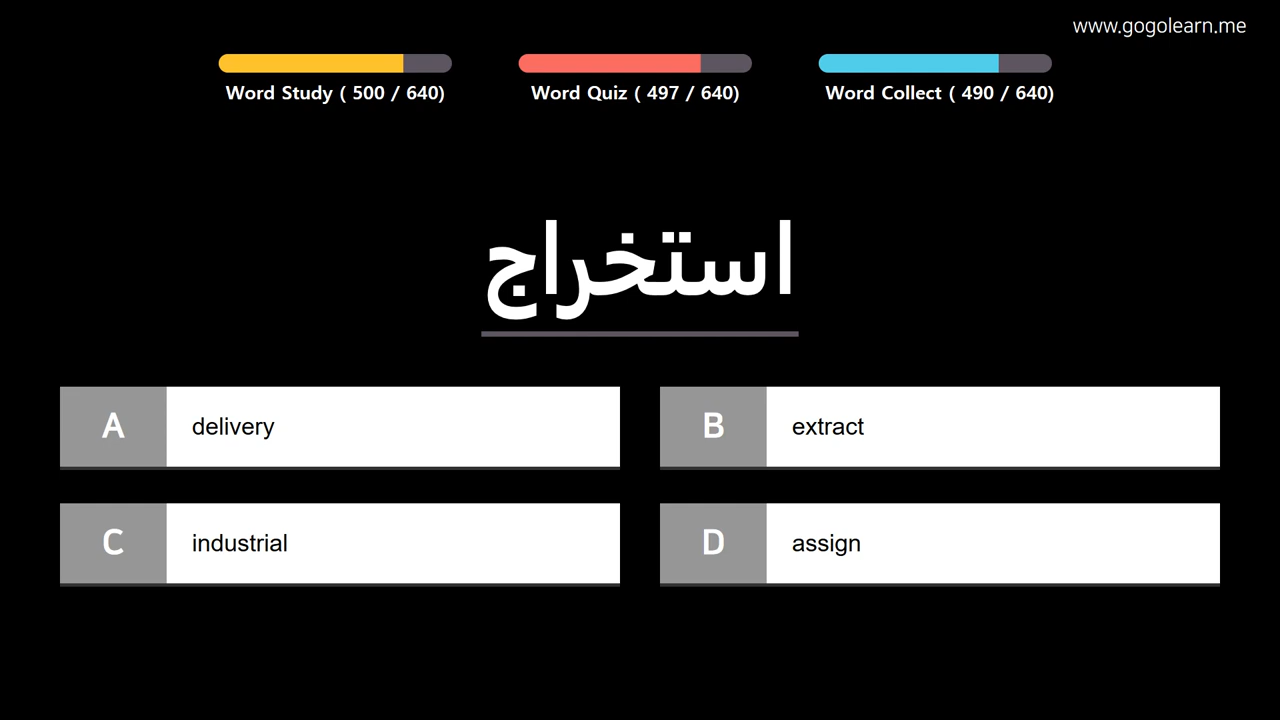 www.gogolearn.me
Word Study ( 500 / 640)
Word Quiz ( 497 / 640)
Word Collect ( 490 / 640)
استخراج
A delivery
B extract
C industrial
D assign